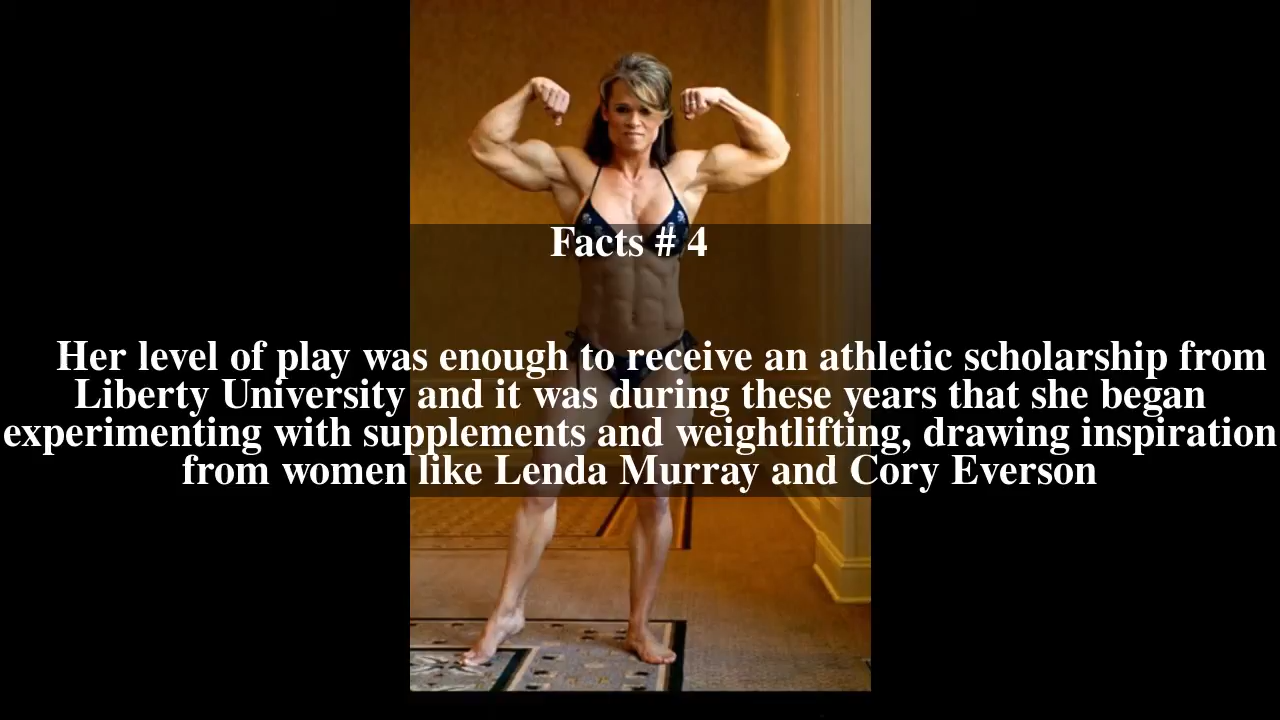 Facts # 4
Her level of play was enough to receive an athletic scholarship from
Liberty University and it was during these years that she began
experimenting with supplements and weightlifting, drawing inspiration
from women like Lenda Murray and Cory Everson